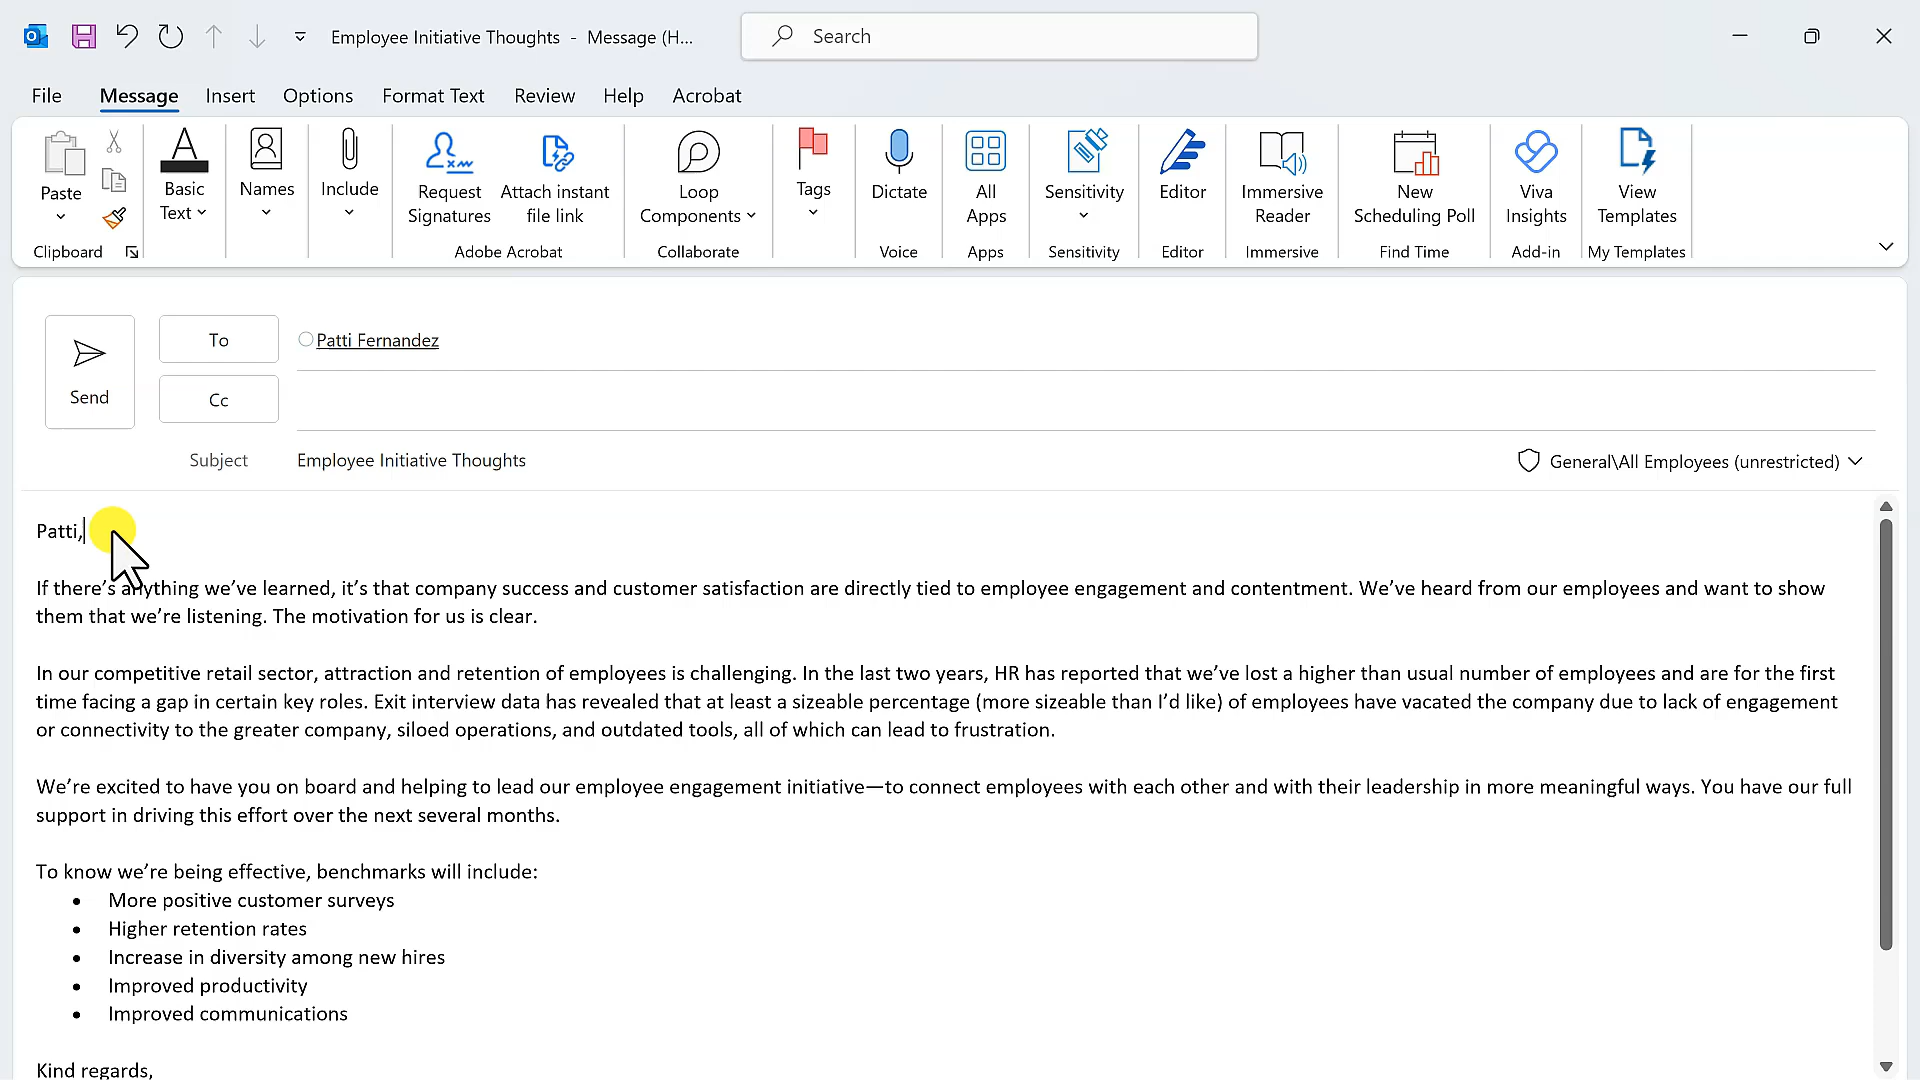 Employee Initiative Thoughts - Message (H...
Search
File Message Insert Options Format Text Review Help Acrobat
Paste
Clipboard
Basic
Text
Names
Include
Request
Signatures
Attach instant
file link
Adobe Acrobat
Loop
Components
Collaborate
Tags
Dictate
Voice
All
Apps
Apps
Sensitivity
Sensitivity
Editor
Editor
Immersive
Reader
Immersive
New
Scheduling Poll
Find Time
Viva
Insights
Add-in
View
Templates
My Templates
Send
To
Patti Fernandez
Cc
Subject
Employee Initiative Thoughts
General\All Employees (unrestricted)
Patti,
If there’s anything we’ve learned, it’s that company success and customer satisfaction are directly tied to employee engagement and contentment. We’ve heard from our employees and want to show
them that we’re listening. The motivation for us is clear.
In our competitive retail sector, attraction and retention of employees is challenging. In the last two years, HR has reported that we’ve lost a higher than usual number of employees and are for the first
time facing a gap in certain key roles. Exit interview data has revealed that at least a sizeable percentage (more sizeable than I’d like) of employees have vacated the company due to lack of engagement
or connectivity to the greater company, siloed operations, and outdated tools, all of which can lead to frustration.
We’re excited to have you on board and helping to lead our employee engagement initiative—to connect employees with each other and with their leadership in more meaningful ways. You have our full
support in driving this effort over the next several months.
To know we’re being effective, benchmarks will include:
• More positive customer surveys
• Higher retention rates
• Increase in diversity among new hires
• Improved productivity
• Improved communications
Kind regards,